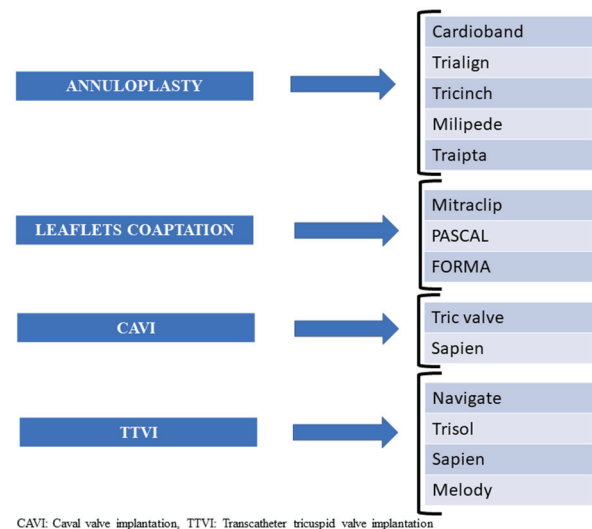 ANNULOPLASTY
Cardioband
Trialign
Tricinch
Milipede
Traipta
LEAFLETS COAPTATION
Mitraclip
PASCAL
FORMA
CAVI
Tric valve
Sapien
TTVI
Navigate
Trisol
Sapien
Melody
CAVI: Caval valve implantation, TTVI: Transcatheter tricuspid valve implantation